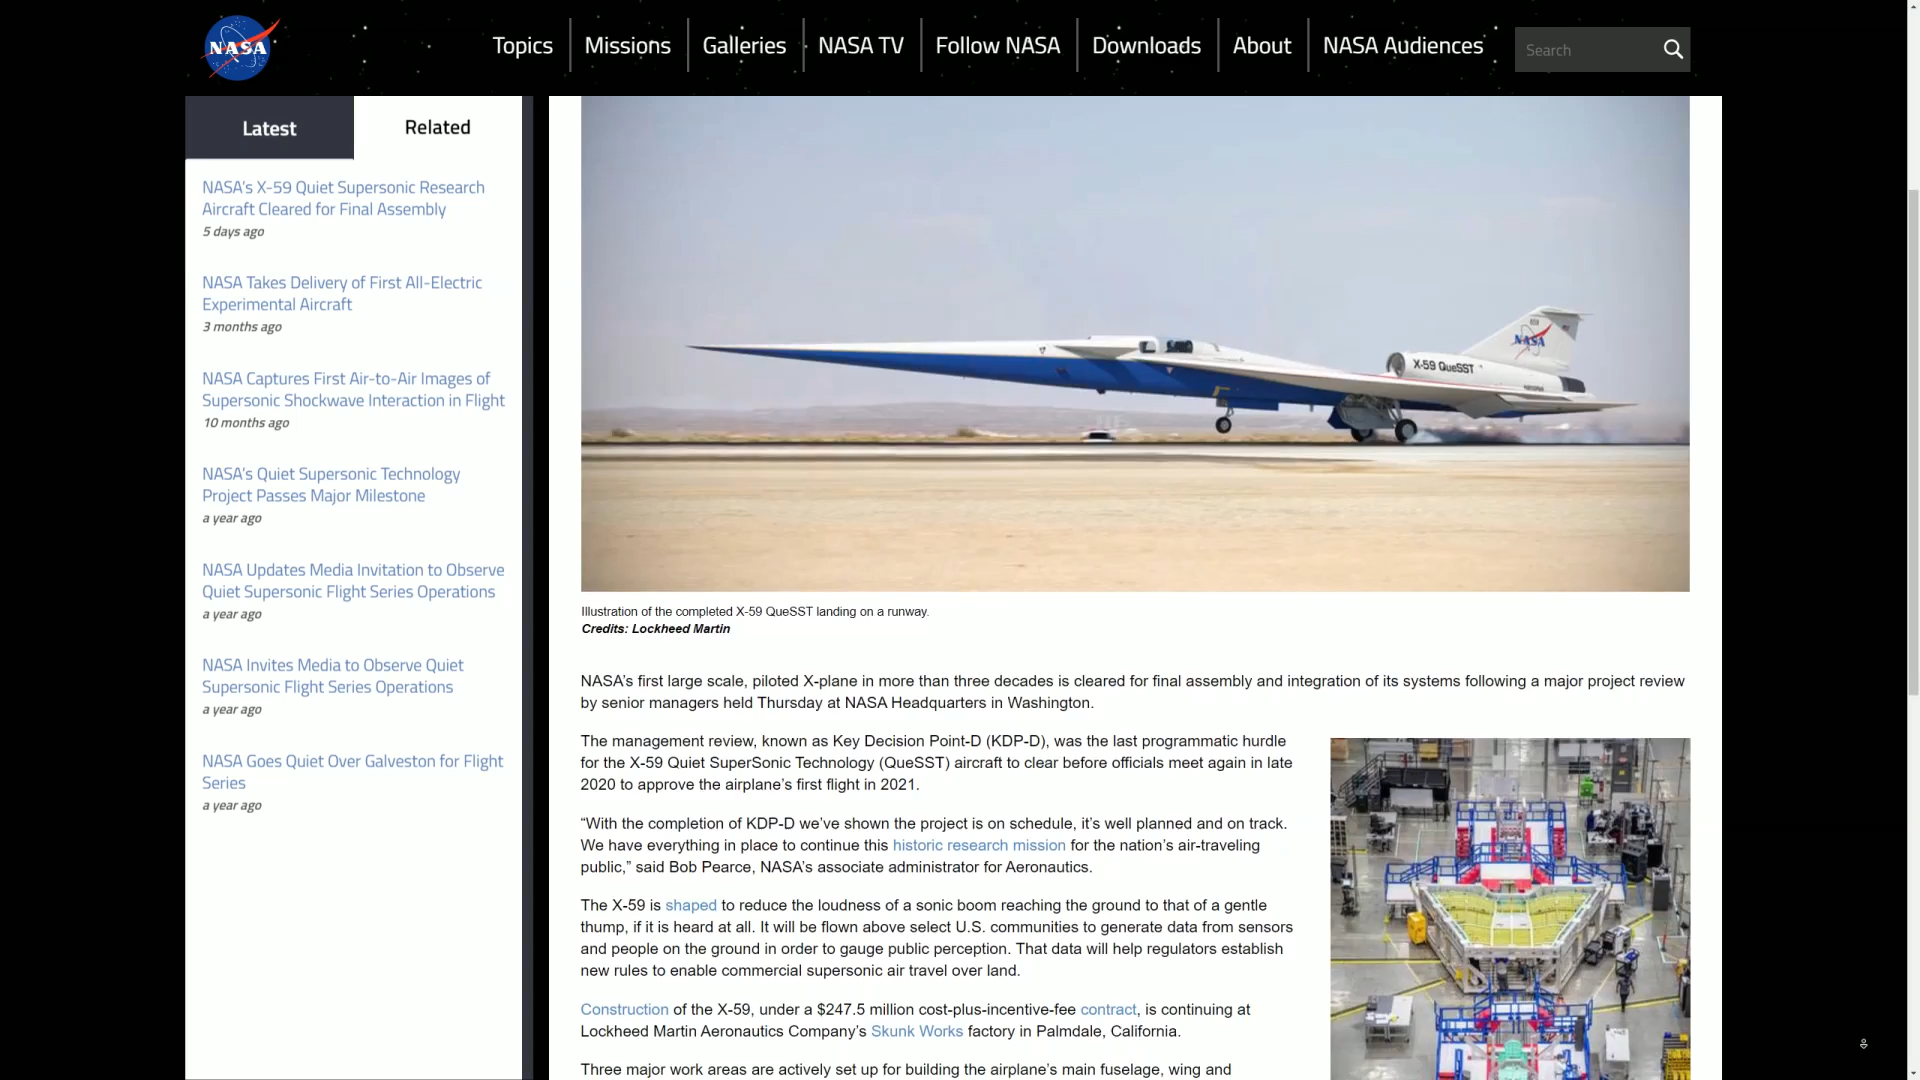 NASA
Topics
Missions
Galleries
NASA TV
Follow NASA
Downloads
About
NASA Audiences
Search
Latest
Related
NASA's X-59 Quiet Supersonic Research
Aircraft Cleared for Final Assembly
5 days ago
NASA Takes Delivery of First All-Electric
Experimental Aircraft
3 months ago
NASA Captures First Air-to-Air Images of
Supersonic Shockwave Interaction in Flight
10 months ago
NASA's Quiet Supersonic Technology
Project Passes Major Milestone
a year ago
NASA Updates Media Invitation to Observe
Quiet Supersonic Flight Series Operations
a year ago
NASA Invites Media to Observe Quiet
Supersonic Flight Series Operations
a year ago
NASA Goes Quiet Over Galveston for Flight
Series
a year ago
NASA
X-59 QueSST
Illustration of the completed X-59 QueSST landing on a runway.
Credits: Lockheed Martin
NASA's first large scale, piloted X-plane in more than three decades is cleared for final assembly and integration of its systems following a major project review
by senior managers held Thursday at NASA Headquarters in Washington.
The management review, known as Key Decision Point-D (KDP-D), was the last programmatic hurdle
for the X-59 Quiet SuperSonic Technology (QueSST) aircraft to clear before officials meet again in late
2020 to approve the airplane's first flight in 2021.
“With the completion of KDP-D we've shown the project is on schedule, it's well planned and on track.
We have everything in place to continue this historic research mission for the nation's air-traveling
public,” said Bob Pearce, NASA's associate administrator for Aeronautics.
The X-59 is shaped to reduce the loudness of a sonic boom reaching the ground to that of a gentle
thump, if it is heard at all. It will be flown above select U.S. communities to generate data from sensors
and people on the ground in order to gauge public perception. That data will help regulators establish
new rules to enable commercial supersonic air travel over land.
Construction of the X-59, under a $247.5 million cost-plus-incentive-fee contract, is continuing at
Lockheed Martin Aeronautics Company's Skunk Works factory in Palmdale, California.
Three major work areas are actively set up for building the airplane's main fuselage, wing and